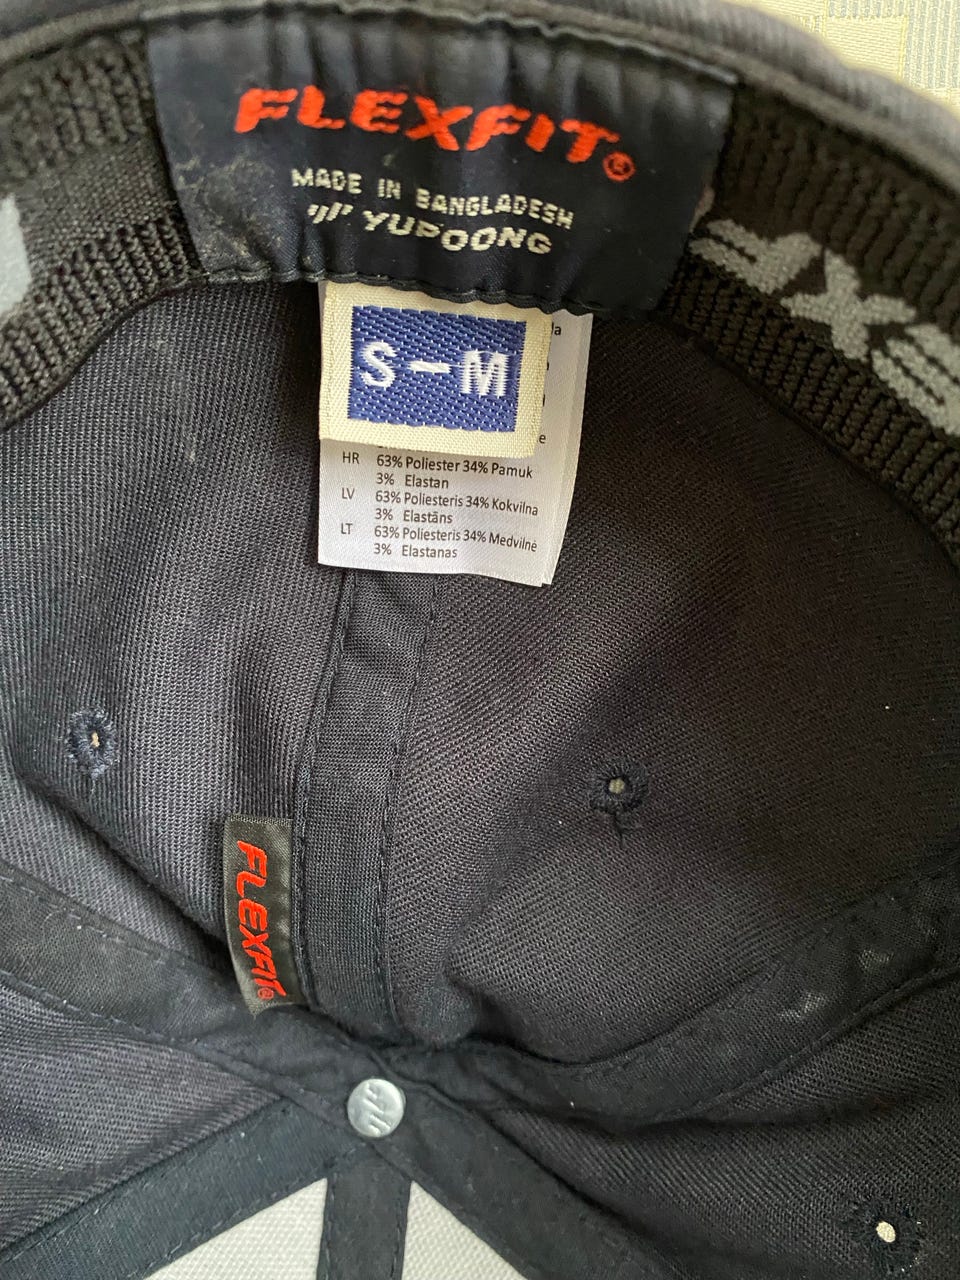 FLEXFIT®
MADE IN BANGLADESH
YUPOONG
S-M
HR 63% Poliester 34% Pamuk
3% Elastan
LV 63% Poliesteris 34% Kokvilna
3% Elastāns
LT 63% Poliesteris 34% Medvilnė
3% Elastanas
FLEXFIT®